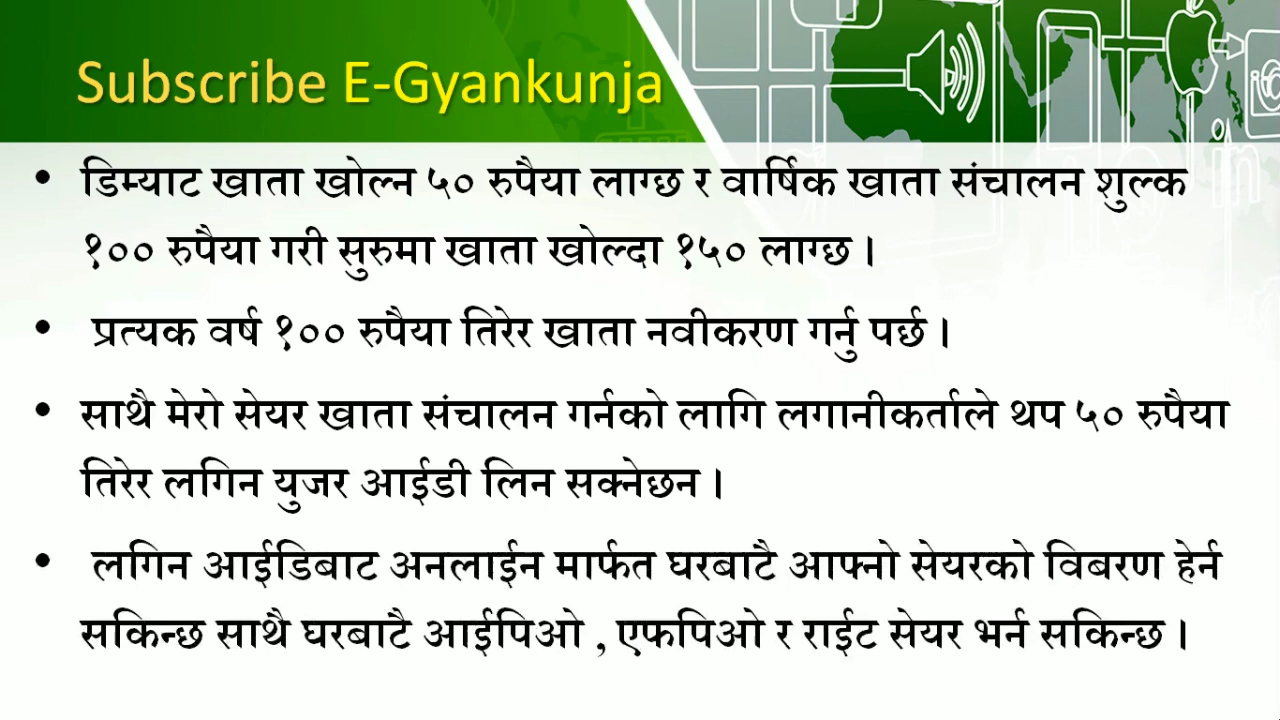 Subscribe E-Gyankunja
• डिम्याट खाता खोल्न ५० रुपैया लाग्छ र वार्षिक खाता संचालन शुल्क
१०० रुपैया गरी सुरुमा खाता खोल्दा १५० लाग्छ ।
• प्रत्यक वर्ष १०० रुपैया तिरेर खाता नवीकरण गर्नु पर्छ ।
• साथै मेरो सेयर खाता संचालन गर्नको लागि लगानीकर्ताले थप ५० रुपैया
तिरेर लगिन युजर आईडी लिन सक्नेछन ।
• लगिन आईडिबाट अनलाईन मार्फत घरबाटै आफ्नो सेयरको विबरण हेर्न
सकिन्छ साथै घरबाटै आईपिओ , एफपिओ र राईट सेयर भर्न सकिन्छ ।
in